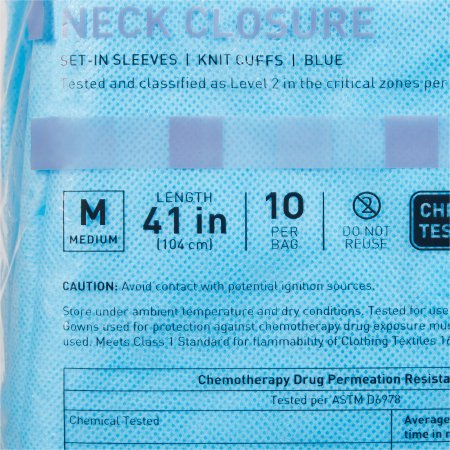 NECK CLOSURE
SET-IN SLEEVES | KNIT CUFFS | BLUE
Tested and classified as Level 2 in the critical zones per
M
MEDIUM
LENGTH
41 in
(104 cm)
10
PER
BAG
2
DO NOT
REUSE
CAUTION: Avoid contact with potential ignition sources.
Store under ambient temperature and dry conditions. Tested for use
Gowns used for protection against chemotherapy drug exposure
used. Meets Class 1 Standard for flammability of Clothing Textiles
Chemotherapy Drug Permeation
Tested per ASTM D6978
Chemical Tested
Average
time in